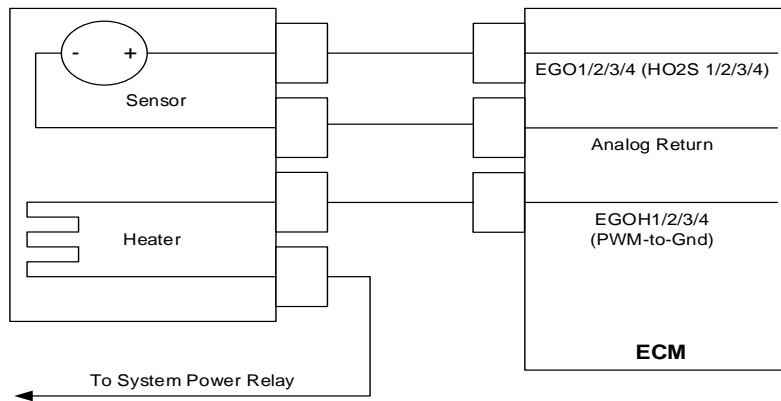 - +
EGO1/2/3/4 (HO2S 1/2/3/4)
Sensor
Analog Return
EGOH1/2/3/4
(PWM-to-Gnd)
Heater
ECM
To System Power Relay